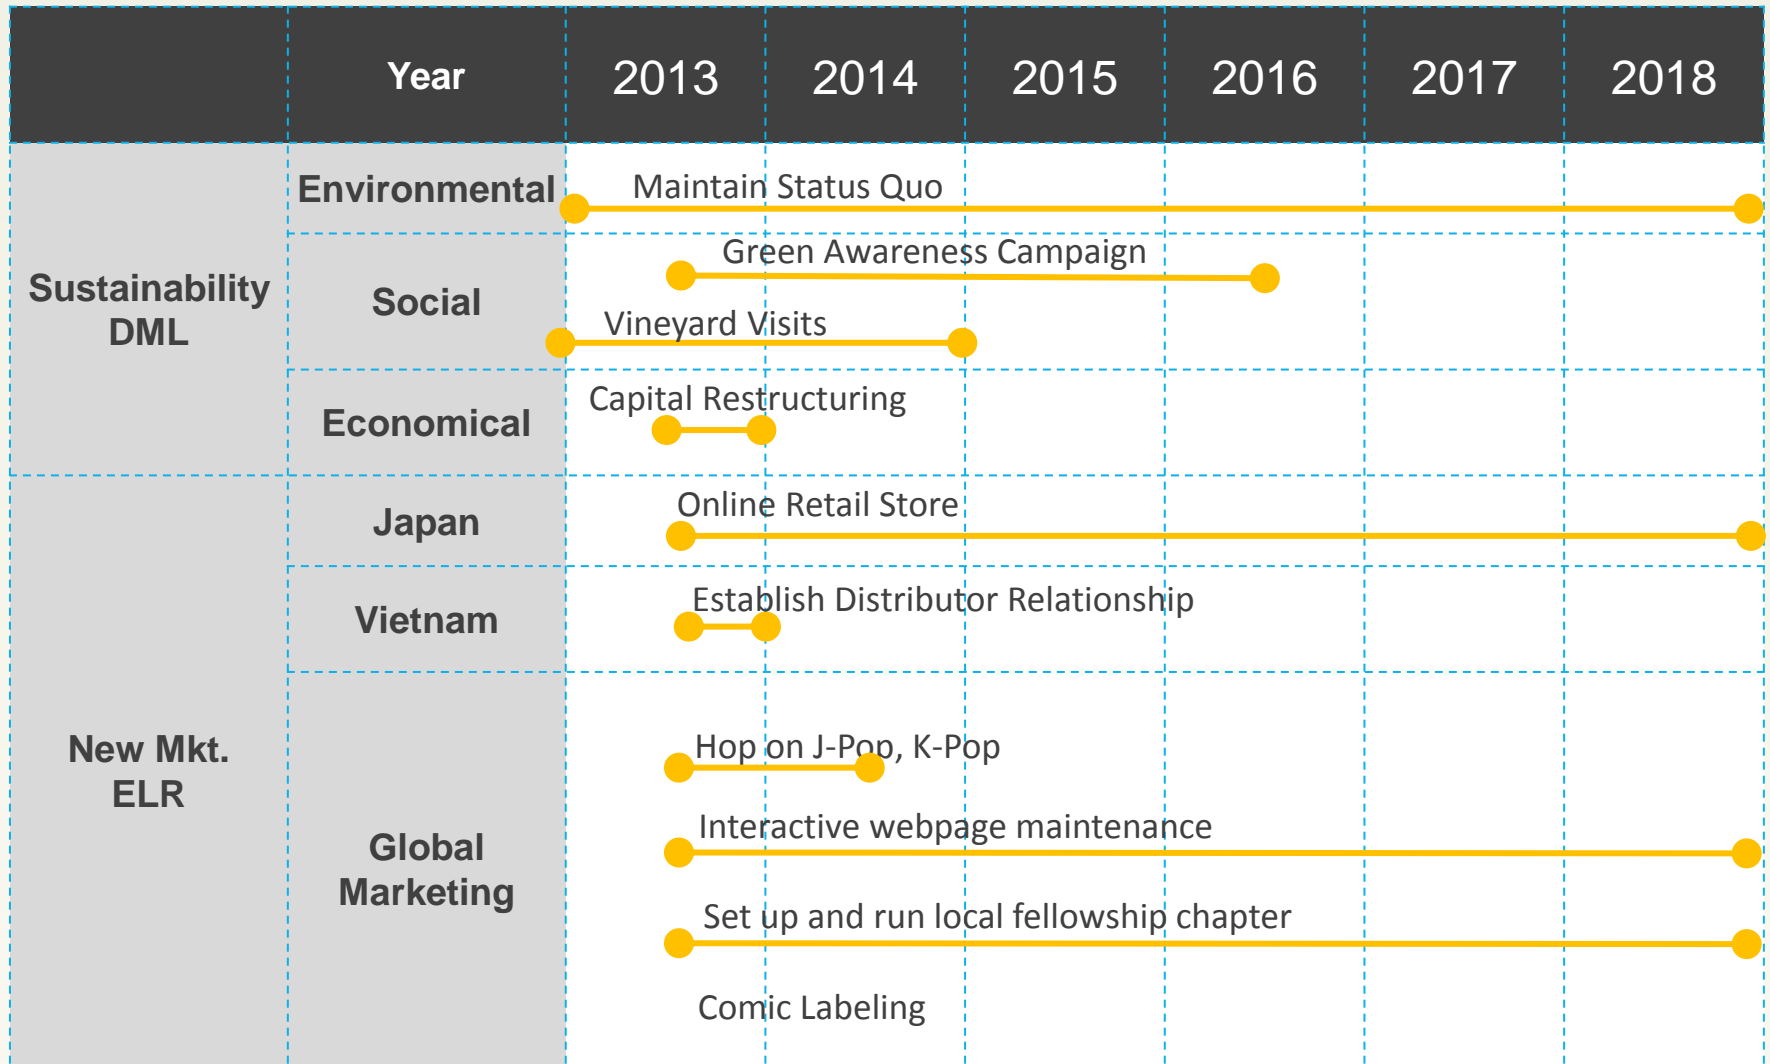 Year 2013 2014 2015 2016 2017 2018
Sustainability
DML
Environmental
Maintain Status Quo
Social
Green Awareness Campaign
Vineyard Visits
Economical
Capital Restructuring
New Mkt.
ELR
Japan
Online Retail Store
Vietnam
Establish Distributor Relationship
Global
Marketing
Hop on J-Pop, K-Pop
Interactive webpage maintenance
Set up and run local fellowship chapter
Comic Labeling